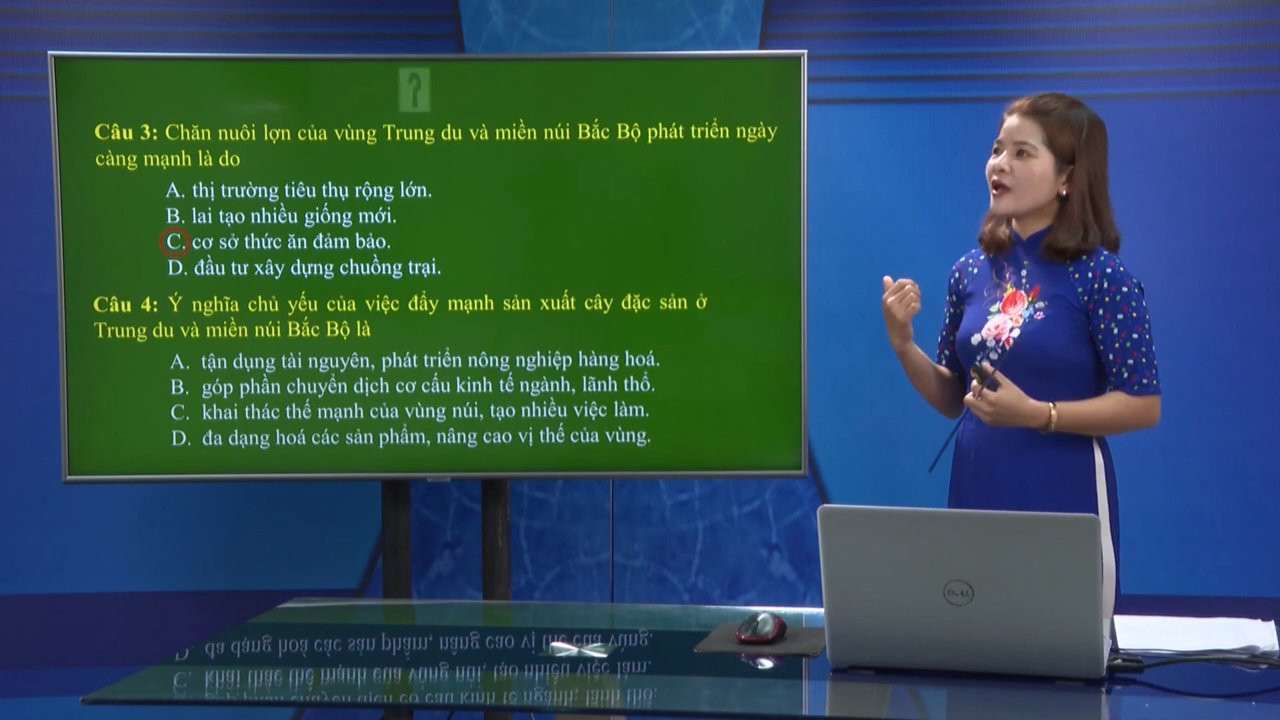 ?
Câu 3: Chăn nuôi lợn của vùng Trung du và miền núi Bắc Bộ phát triển ngày
càng mạnh là do
A. thị trường tiêu thụ rộng lớn.
B. lai tạo nhiều giống mới.
C. cơ sở thức ăn đảm bảo.
D. đầu tư xây dựng chuồng trại.
Câu 4: Ý nghĩa chủ yếu của việc đẩy mạnh sản xuất cây đặc sản ở
Trung du và miền núi Bắc Bộ là
A. tận dụng tài nguyên, phát triển nông nghiệp hàng hoá.
B. góp phần chuyển dịch cơ cấu kinh tế ngành, lãnh thổ.
C. khai thác thế mạnh của vùng núi, tạo nhiều việc làm.
D. đa dạng hoá các sản phẩm, nâng cao vị thế của vùng.
DELL